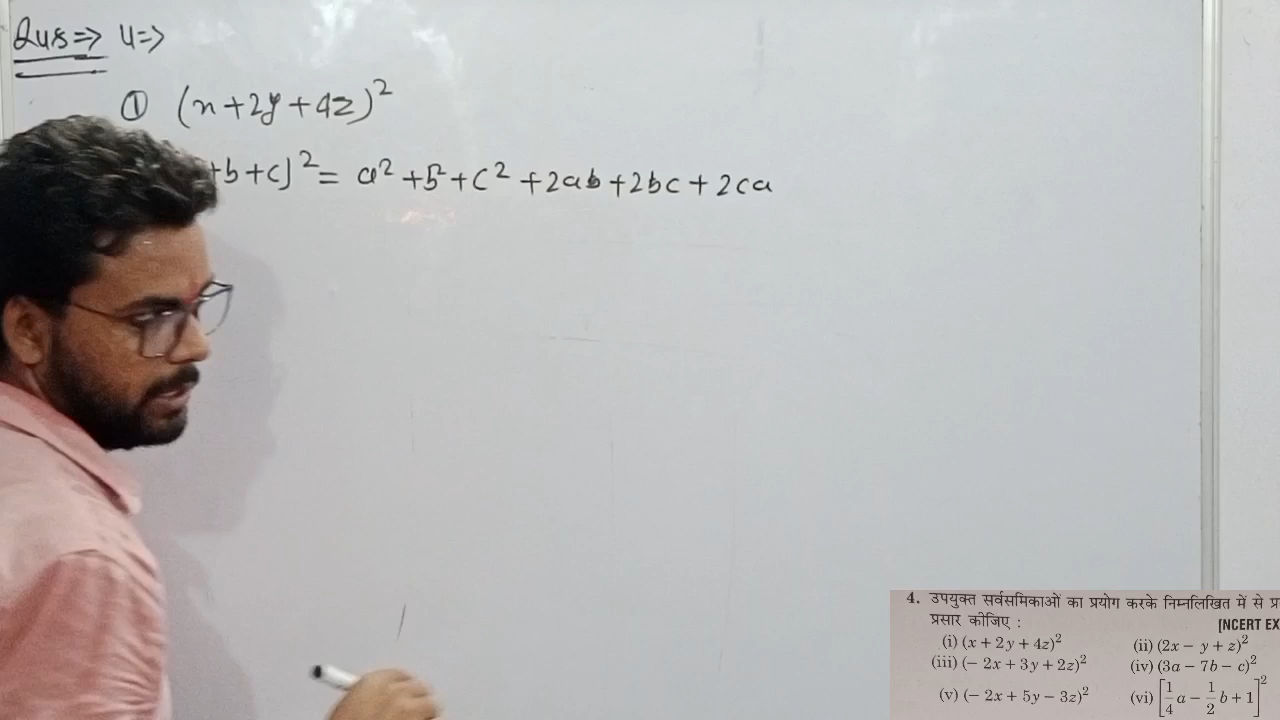 Qus⇒ 4⇒
① (x+2y+4z)²
+b+c)² = a²+b²+c²+2ab+2bc+2ca
4. उपयुक्त सर्वसमिकाओं का प्रयोग करके निम्नलिखित में से
प्रसार कीजिए : [NCERT EX
(i) (x + 2y + 4z)² (ii) (2x − y + z)²
(iii) (− 2x + 3y + 2z)² (iv) (3a − 7b − c)²
(v) (− 2x + 5y − 3z)² (vi) [1/4 a − 1/2 b + 1]²